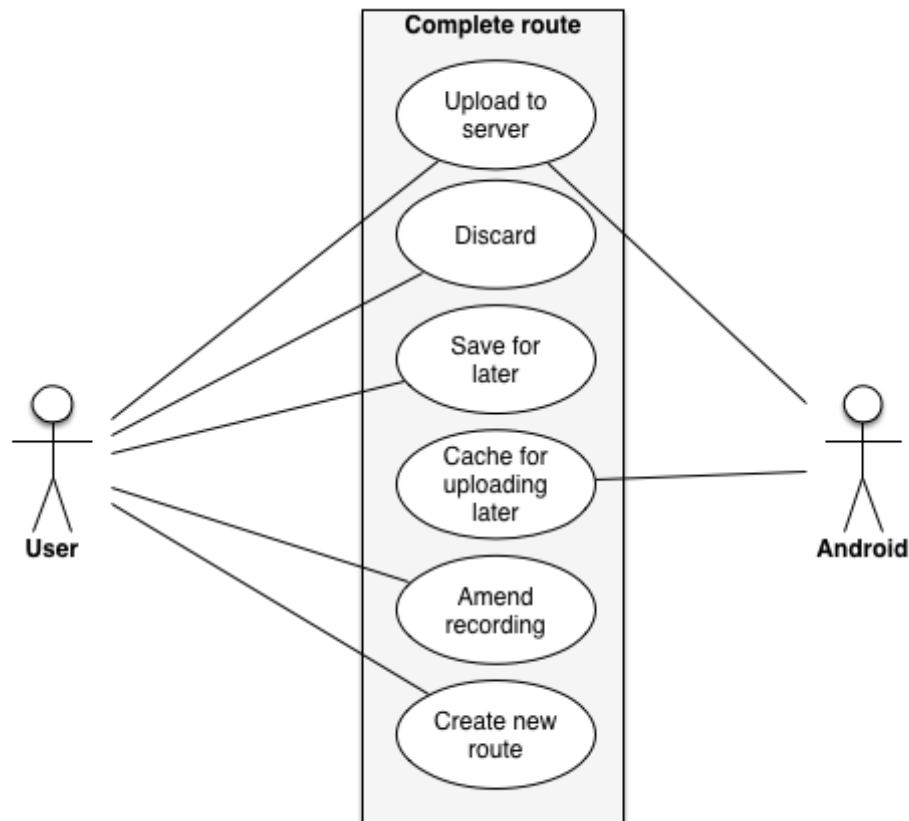 Complete route
Upload to
server
Discard
Save for
later
Cache for
uploading
later
User
Android
Amend
recording
Create new
route